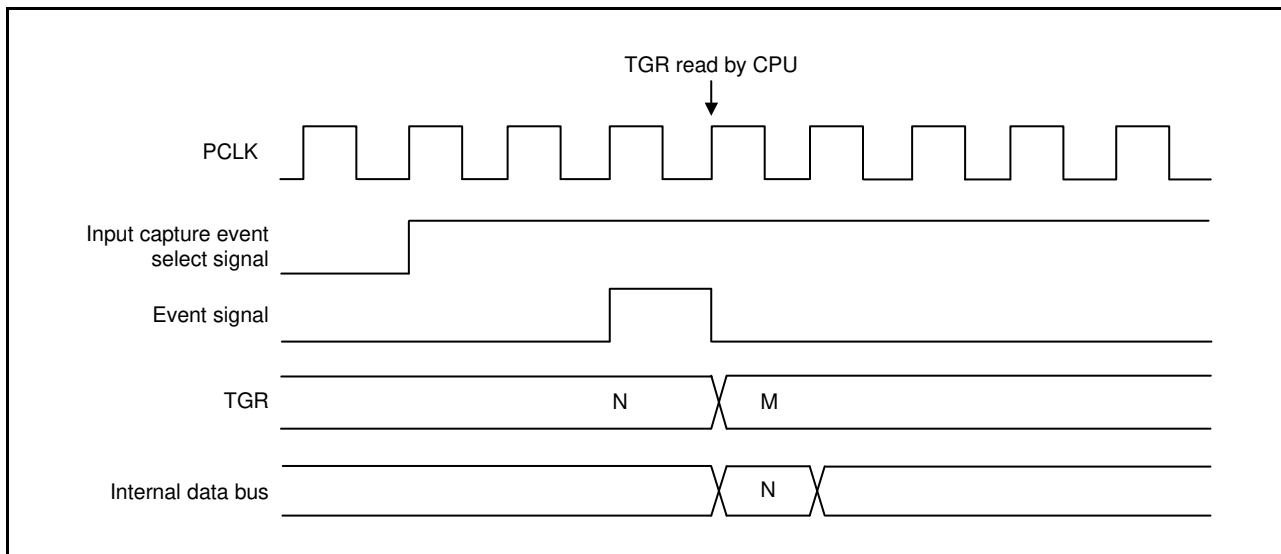 TGR read by CPU
PCLK
Input capture event
select signal
Event signal
TGR
N
M
Internal data bus
N